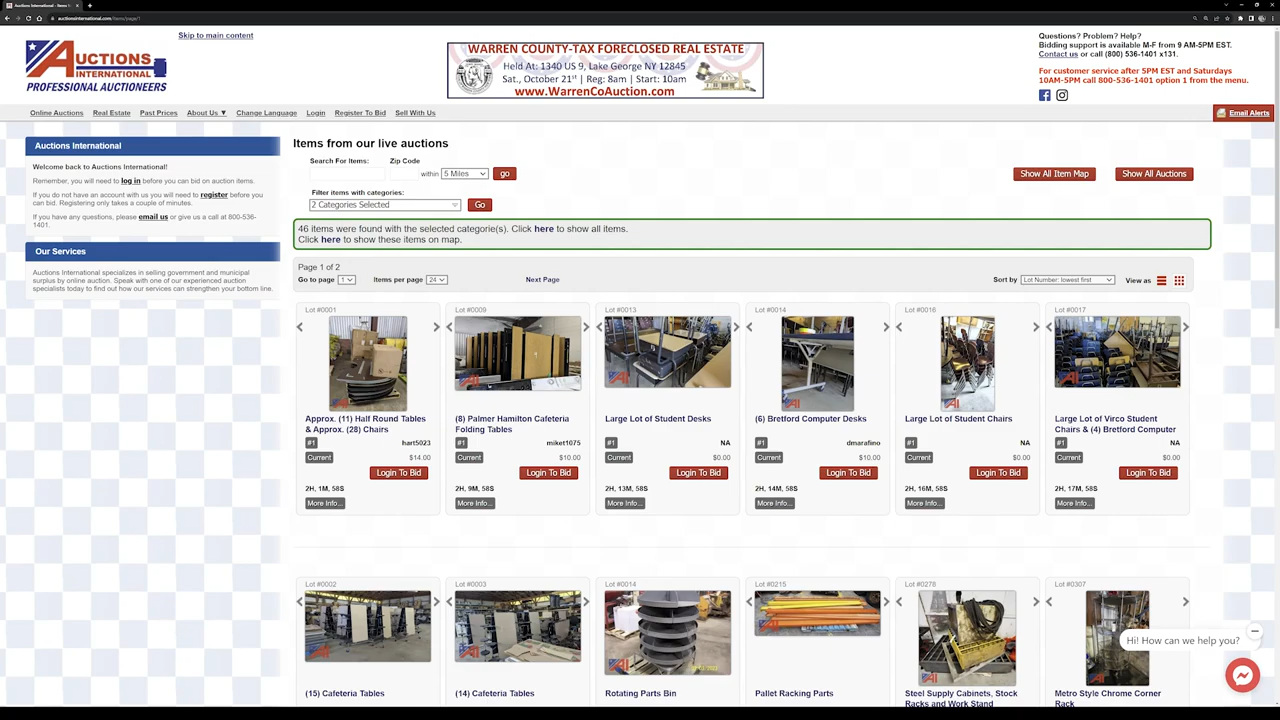 Auctions International - Items f
auctionsinternational.com/items/page/1
Skip to main content
AUCTIONS
INTERNATIONAL
PROFESSIONAL AUCTIONEERS
WARREN COUNTY-TAX FORECLOSED REAL ESTATE
Held At: 1340 US 9, Lake George NY 12845
Sat., October 21st | Reg: 8am | Start: 10am
www.WarrenCoAuction.com
Questions? Problem? Help?
Bidding support is available M-F from 9 AM-5PM EST.
Contact us or call (800) 536-1401 x131.
For customer service after 5PM EST and Saturdays
10AM-5PM call 800-536-1401 option 1 from the menu.
Online Auctions Real Estate Past Prices About Us ▼ Change Language Login Register To Bid Sell With Us
Email Alerts
Auctions International
Welcome back to Auctions International!
Remember, you will need to log in before you can bid on auction items.
If you do not have an account with us you will need to register before you
can bid. Registering only takes a couple of minutes.
If you have any questions, please email us or give us a call at 800-536-
1401.
Our Services
Auctions International specializes in selling government and municipal
surplus by online auction. Speak with one of our experienced auction
specialists today to find out how our services can strengthen your bottom line.
Items from our live auctions
Search For Items: Zip Code
within 5 Miles go
Filter items with categories:
2 Categories Selected Go
Show All Item Map Show All Auctions
46 items were found with the selected categorie(s). Click here to show all items.
Click here to show these items on map.
Page 1 of 2
Go to page 1 Items per page 24 Next Page Sort by Lot Number: lowest first View as
Lot #0001
Approx. (11) Half Round Tables
& Approx. (28) Chairs
#1 hart5023
Current $14.00
Login To Bid
2H, 1M, 58S
More Info...
Lot #0009
(8) Palmer Hamilton Cafeteria
Folding Tables
#1 miket1075
Current $10.00
Login To Bid
2H, 9M, 58S
More Info...
Lot #0013
Large Lot of Student Desks
#1 NA
Current $0.00
Login To Bid
2H, 13M, 58S
More Info...
Lot #0014
(6) Bretford Computer Desks
#1 dmarafino
Current $10.00
Login To Bid
2H, 14M, 58S
More Info...
Lot #0016
Large Lot of Student Chairs
#1 NA
Current $0.00
Login To Bid
2H, 16M, 58S
More Info...
Lot #0017
Large Lot of Virco Student
Chairs & (4) Bretford Computer
#1 NA
Current $0.00
Login To Bid
2H, 17M, 58S
More Info...
Lot #0002
(15) Cafeteria Tables
Lot #0003
(14) Cafeteria Tables
Lot #0014
Rotating Parts Bin
Lot #0215
Pallet Racking Parts
Lot #0278
Steel Supply Cabinets, Stock
Racks and Work Stand
Lot #0307
Metro Style Chrome Corner
Rack
Hi! How can we help you?